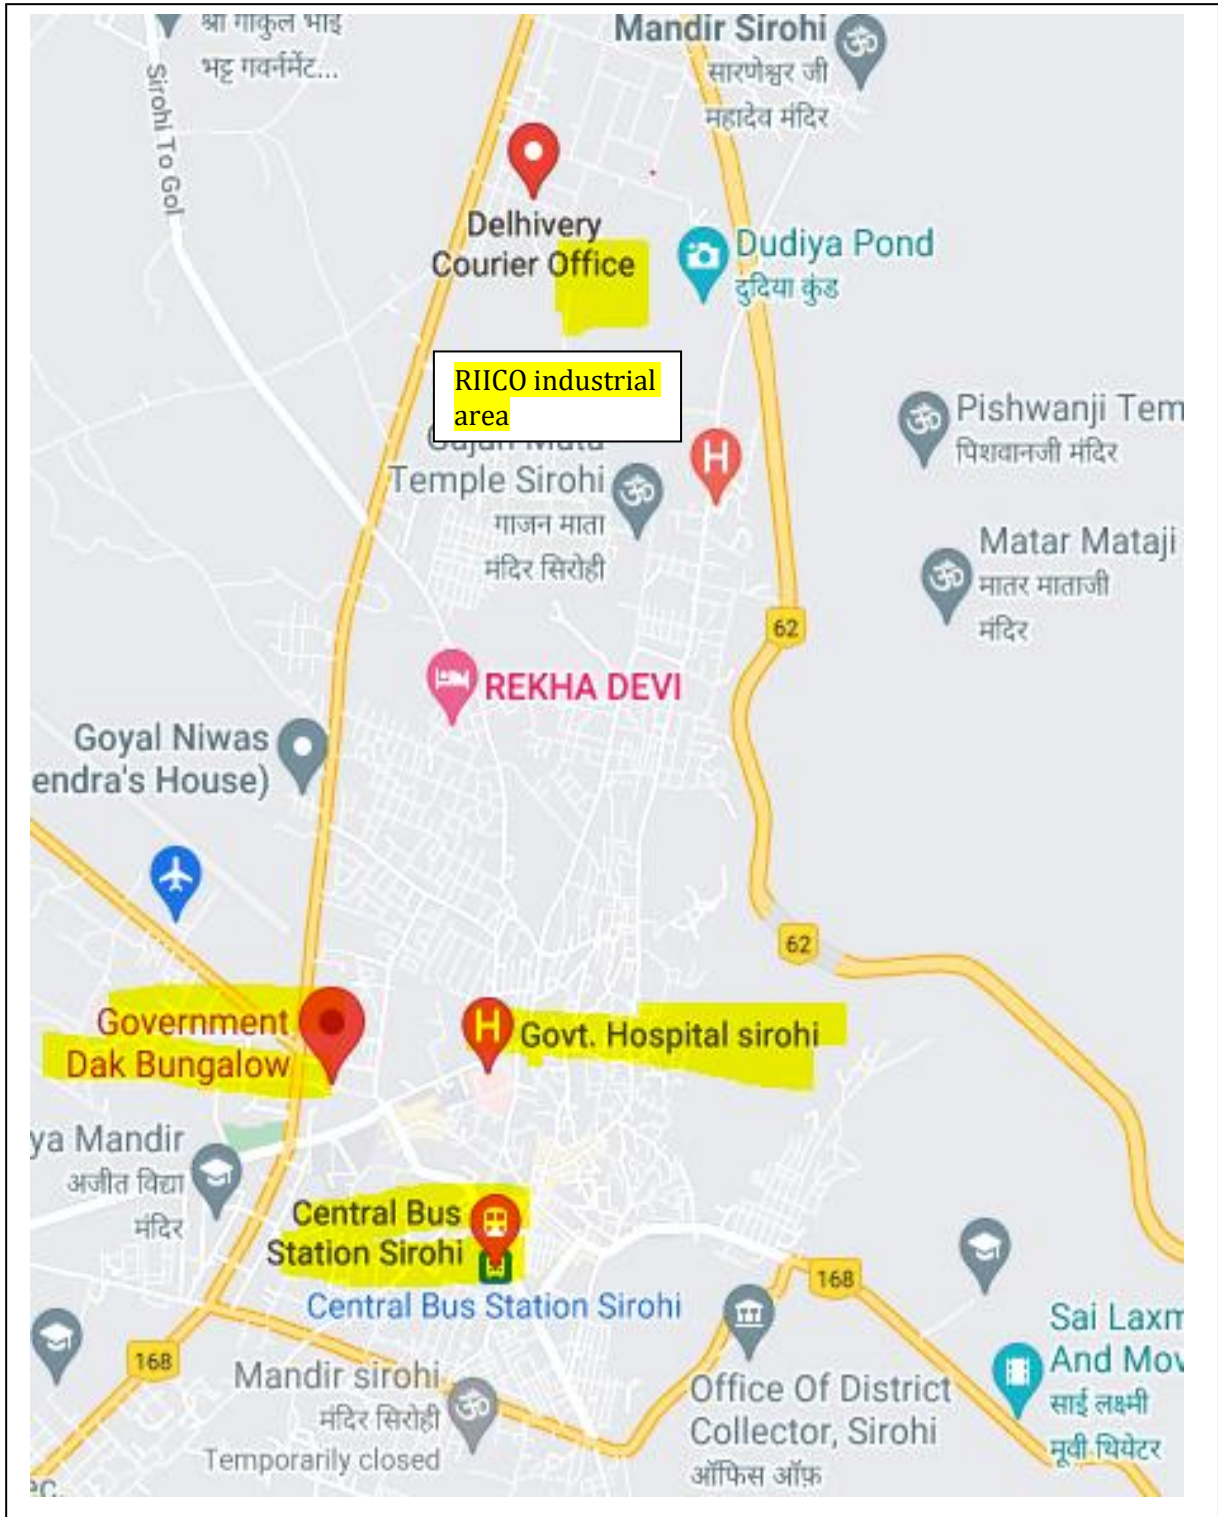 श्री गोकुल भाई
भट्ट गवर्नमेंट...
Mandir Sirohi
सारणेश्वर जी
महादेव मंदिर
Sirohi To Gol
Delhivery
Courier Office
Dudiya Pond
दुदिया कुंड
RIICO industrial
area
Gajan Mata
Temple Sirohi
गाजन माता
मंदिर सिरोही
Pishwanji Tem
पिशवानजी मंदिर
Matar Mataji
मातर माताजी
मंदिर
62
REKHA DEVI
Goyal Niwas
endra's House)
62
Government
Dak Bungalow
Govt. Hospital sirohi
ya Mandir
अजीत विद्या
मंदिर
Central Bus
Station Sirohi
Central Bus Station Sirohi
168
168
Mandir sirohi
मंदिर सिरोही
Temporarily closed
Office Of District
Collector, Sirohi
ऑफिस ऑफ़
Sai Laxm
And Mov
साई लक्ष्मी
मूवी थियेटर
ec.